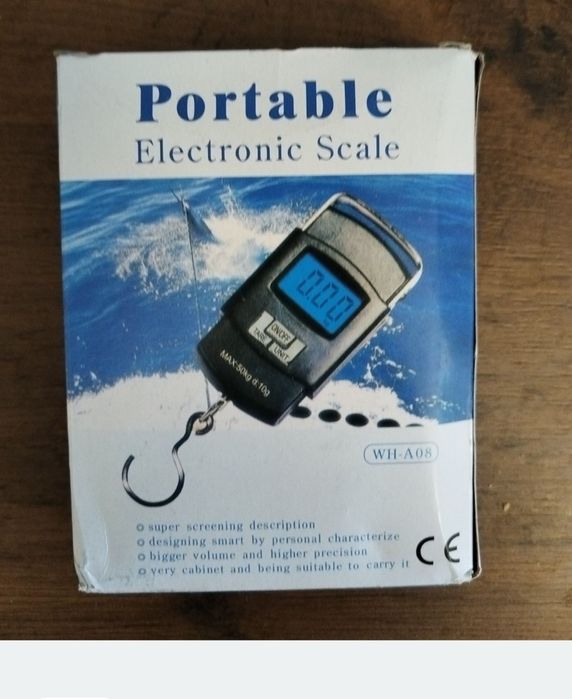 Portable
Electronic Scale
0.00
ON/OFF
TARE
UNIT
MAX:50kg d:10g
WH-A08
super screening description
designing smart by personal characterize
bigger volume and higher precision
very cabinet and being suitable to carry it
CE